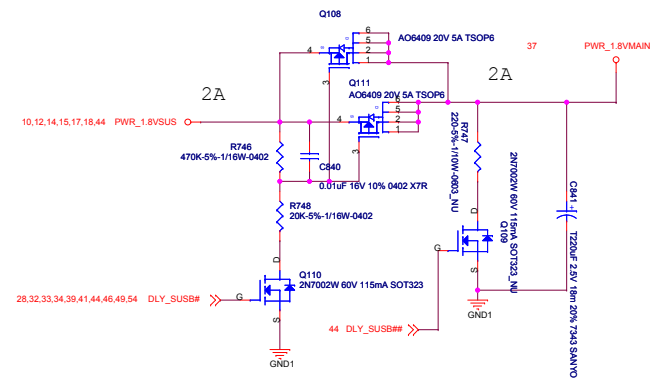 Q108
6
5
2
1
4
3
AO6409 20V 5A TSOP6
37
PWR_1.8VMAIN
2A
2A
Q111
AO6409 20V 5A TSOP6
6
5
2
1
4
3
10,12,14,15,17,18,44 PWR_1.8VSUS
R746
470K-5%-1/16W-0402
C840
0.01uF 16V 10% 0402 X7R
R747
220-5%-1/10W-0603_NU
2N7002W 60V 115mA SOT323_NU
Q109
C841
T220uF 2.5V 18m 20% 7343 SANYO
+
R748
20K-5%-1/16W-0402
D
G
S
D
Q110
2N7002W 60V 115mA SOT323
G
S
28,32,33,34,39,41,44,46,49,54 DLY_SUSB#
44 DLY_SUSB##
GND1
GND1